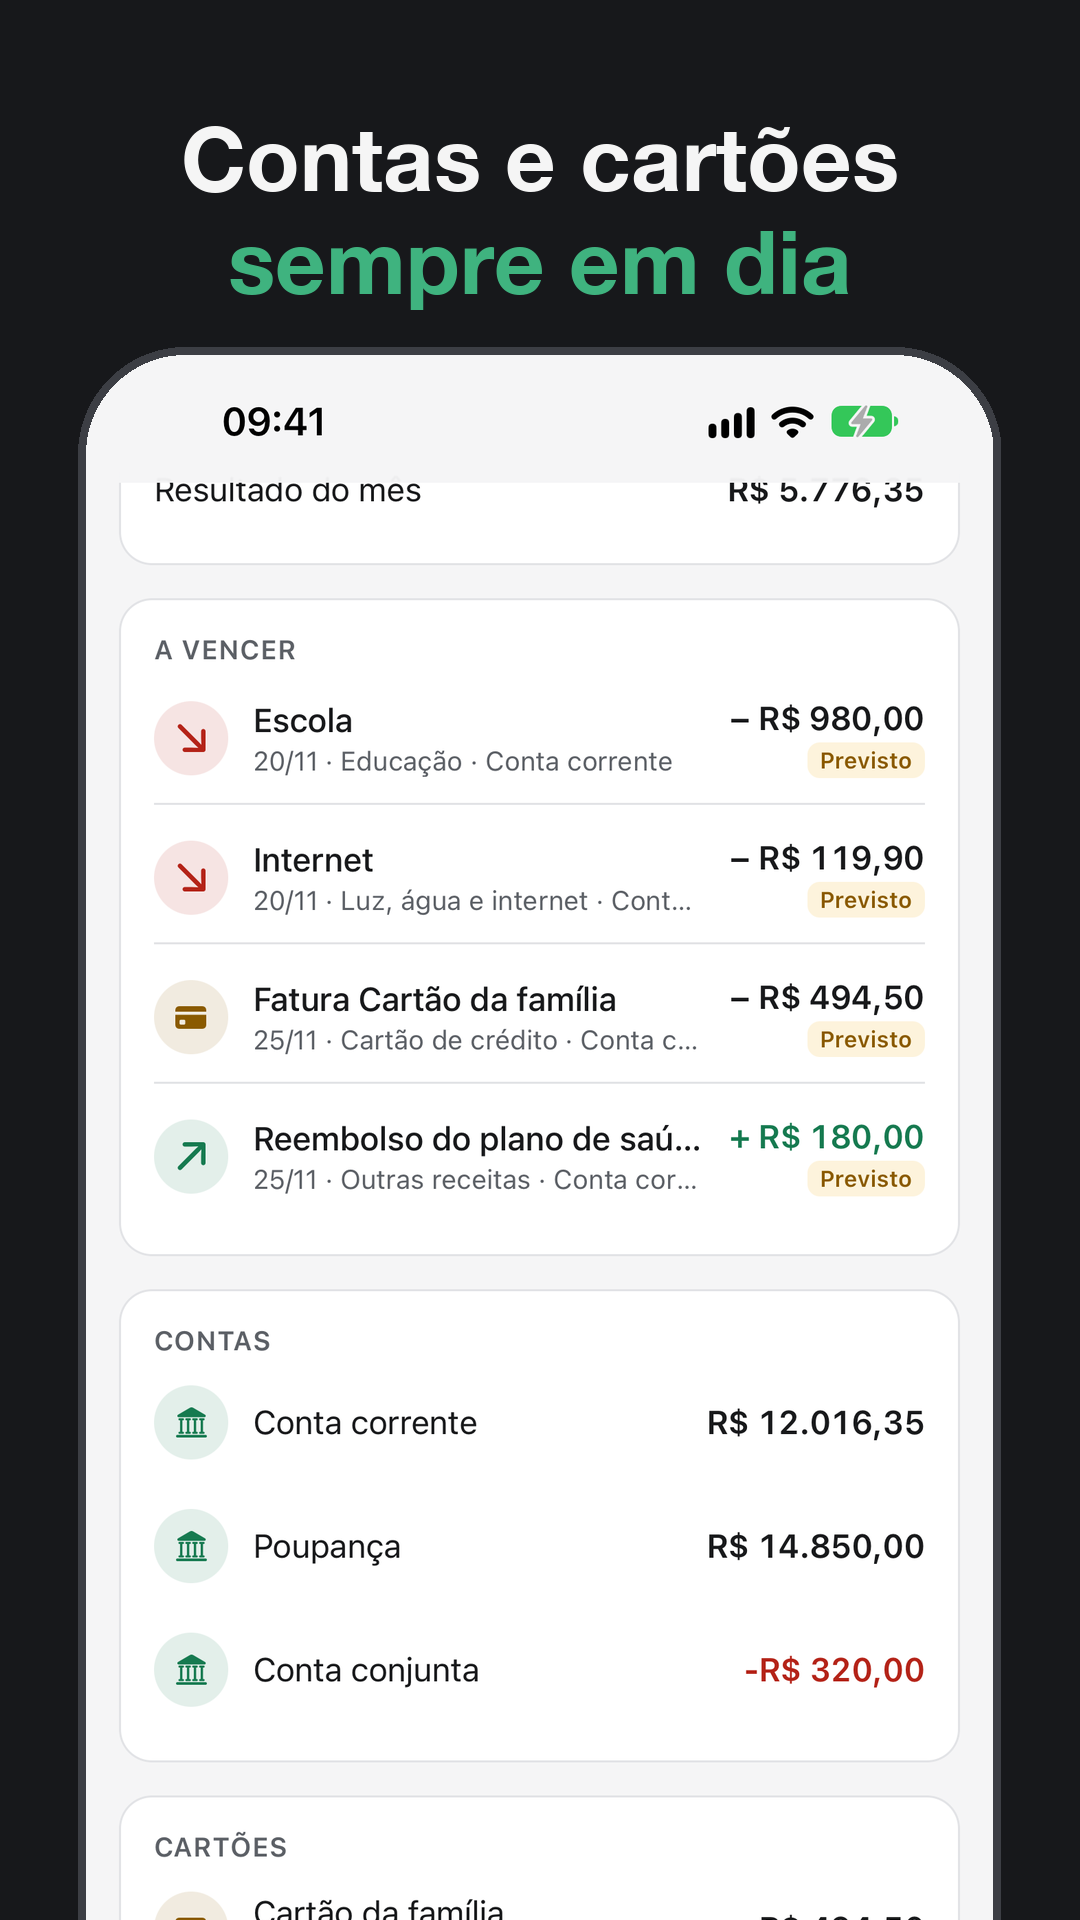 Contas e cartões
sempre em dia
09:41
Resultado do mês R$ 5.776,35
A VENCER
Escola – R$ 980,00
20/11 · Educação · Conta corrente Previsto
Internet – R$ 119,90
20/11 · Luz, água e internet · Cont... Previsto
Fatura Cartão da família – R$ 494,50
25/11 · Cartão de crédito · Conta c... Previsto
Reembolso do plano de saú... + R$ 180,00
25/11 · Outras receitas · Conta cor... Previsto
CONTAS
Conta corrente R$ 12.016,35
Poupança R$ 14.850,00
Conta conjunta -R$ 320,00
CARTÕES
Cartão da família